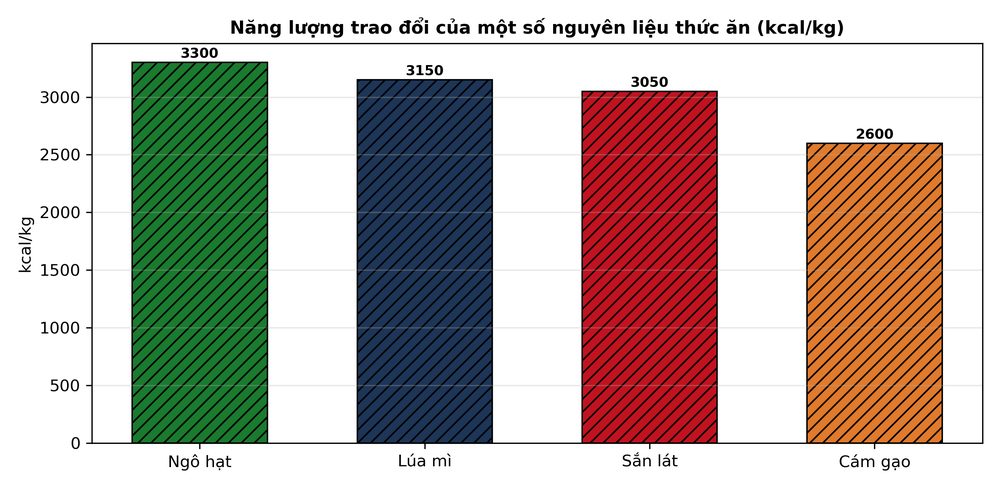 Năng lượng trao đổi của một số nguyên liệu thức ăn (kcal/kg)
3300
3150
3050
2600
kcal/kg
3000
2500
2000
1500
1000
500
0
Ngô hạt
Lúa mì
Sắn lát
Cám gạo